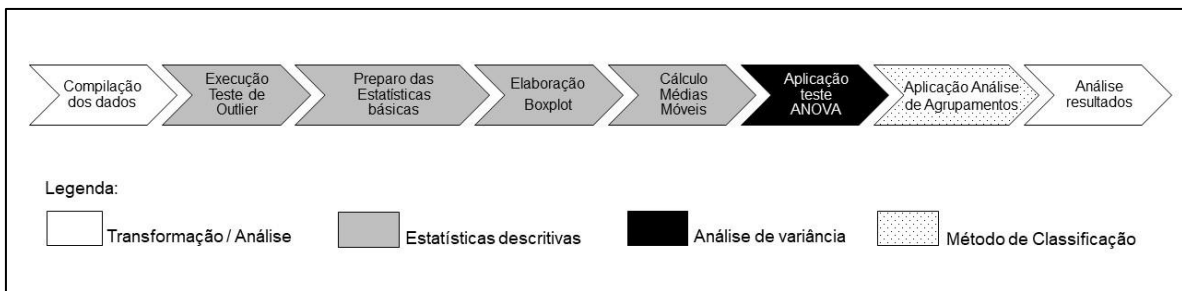 Compilação
dos dados
Execução
Teste de
Outlier
Preparo das
Estatísticas
básicas
Elaboração
Boxplot
Cálculo
Médias
Móveis
Aplicação
teste
ANOVA
Aplicação Análise
de Agrupamentos
Análise
resultados
Legenda:
Transformação / Análise
Estatísticas descritivas
Análise de variância
Método de Classificação